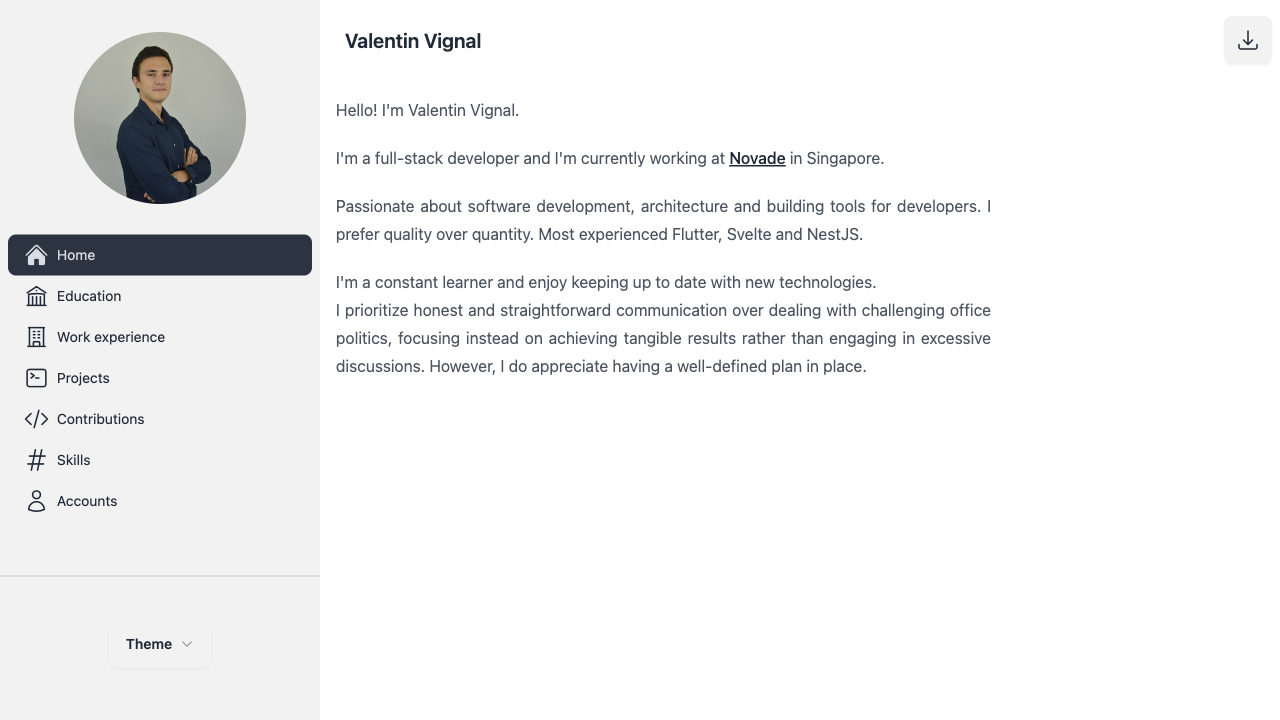 Valentin Vignal
Home
Education
Work experience
Projects
Contributions
Skills
Accounts
Theme
Hello! I'm Valentin Vignal.
I'm a full-stack developer and I'm currently working at Novade in Singapore.
Passionate about software development, architecture and building tools for developers. I
prefer quality over quantity. Most experienced Flutter, Svelte and NestJS.
I'm a constant learner and enjoy keeping up to date with new technologies.
I prioritize honest and straightforward communication over dealing with challenging office
politics, focusing instead on achieving tangible results rather than engaging in excessive
discussions. However, I do appreciate having a well-defined plan in place.